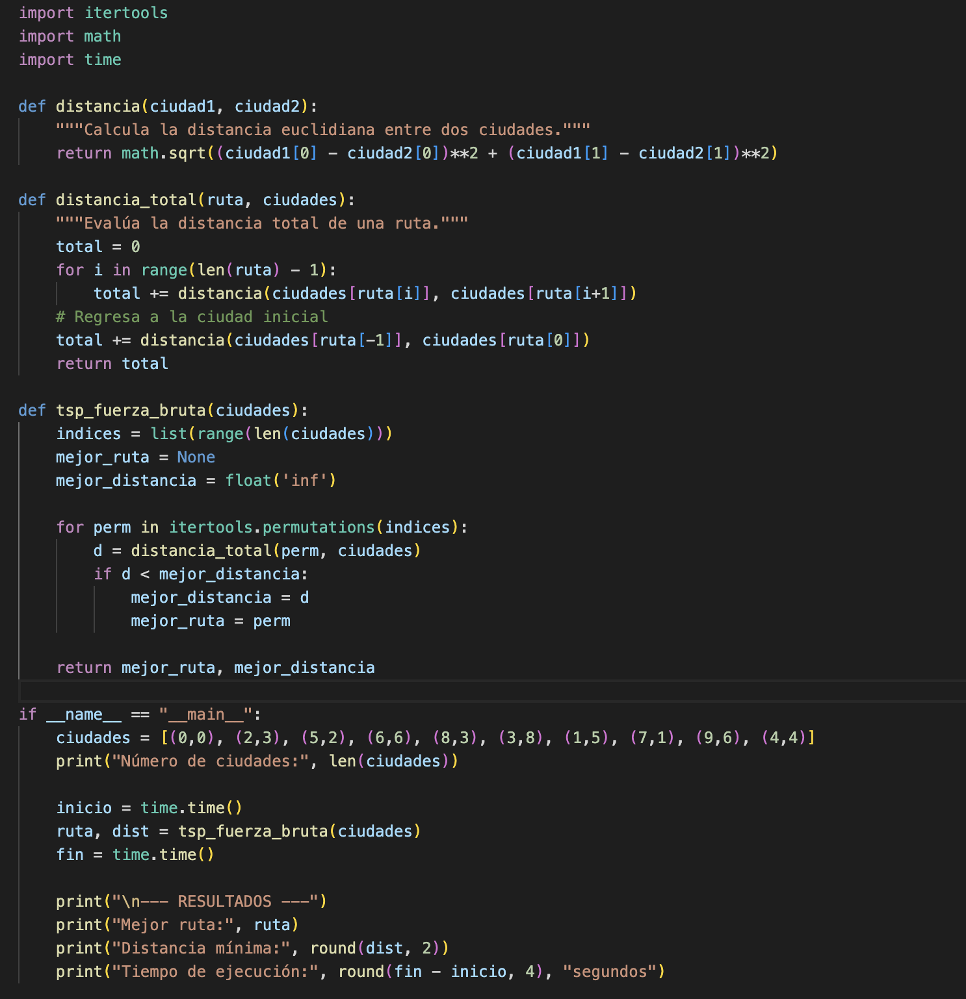 import itertools
import math
import time
def distancia(ciudad1, ciudad2):
"""Calcula la distancia euclidiana entre dos ciudades."""
return math.sqrt((ciudad1[0] - ciudad2[0])**2 + (ciudad1[1] - ciudad2[1])**2)
def distancia_total(ruta, ciudades):
"""Evalúa la distancia total de una ruta."""
total = 0
for i in range(len(ruta) - 1):
total += distancia(ciudades[ruta[i]], ciudades[ruta[i+1]])
# Regresa a la ciudad inicial
total += distancia(ciudades[ruta[-1]], ciudades[ruta[0]])
return total
def tsp_fuerza_bruta(ciudades):
indices = list(range(len(ciudades)))
mejor_ruta = None
mejor_distancia = float('inf')
for perm in itertools.permutations(indices):
d = distancia_total(perm, ciudades)
if d < mejor_distancia:
mejor_distancia = d
mejor_ruta = perm
return mejor_ruta, mejor_distancia
if __name__ == "__main__":
ciudades = [(0,0), (2,3), (5,2), (6,6), (8,3), (3,8), (1,5), (7,1), (9,6), (4,4)]
print("Número de ciudades:", len(ciudades))
inicio = time.time()
ruta, dist = tsp_fuerza_bruta(ciudades)
fin = time.time()
print("\n--- RESULTADOS ---")
print("Mejor ruta:", ruta)
print("Distancia mínima:", round(dist, 2))
print("Tiempo de ejecución:", round(fin - inicio, 4), "segundos")